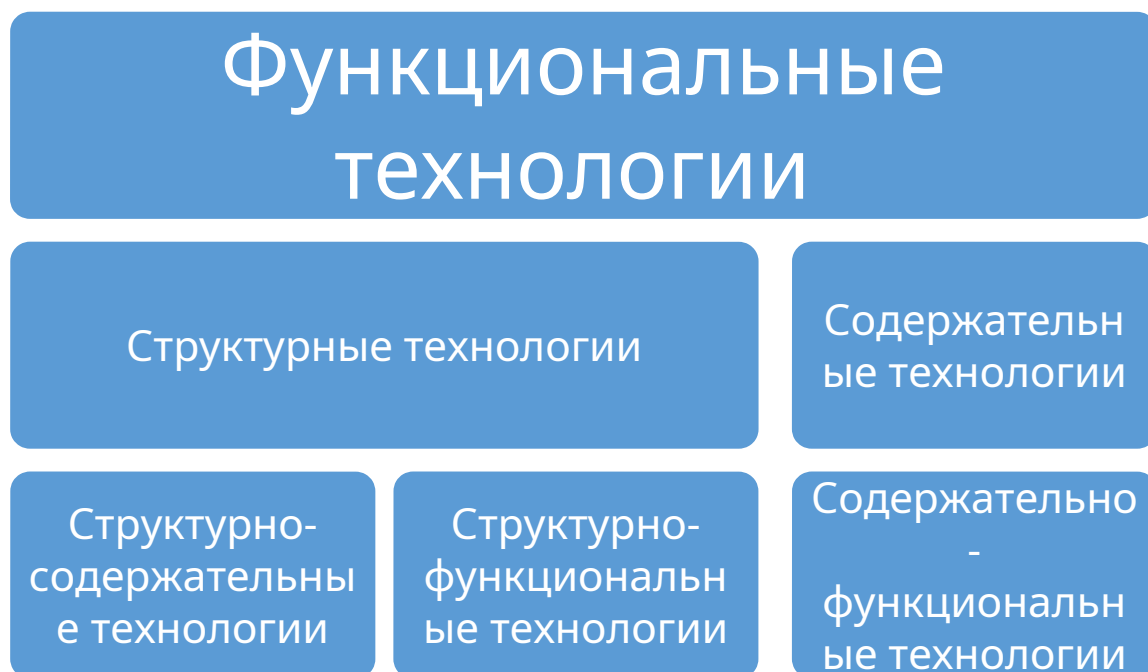 Функциональные
технологии
Структурные технологии
Содержательн
ые технологии
Структурно-
содержательны
е технологии
Структурно-
функциональн
ые технологии
Содержательно
-
функциональн
ые технологии